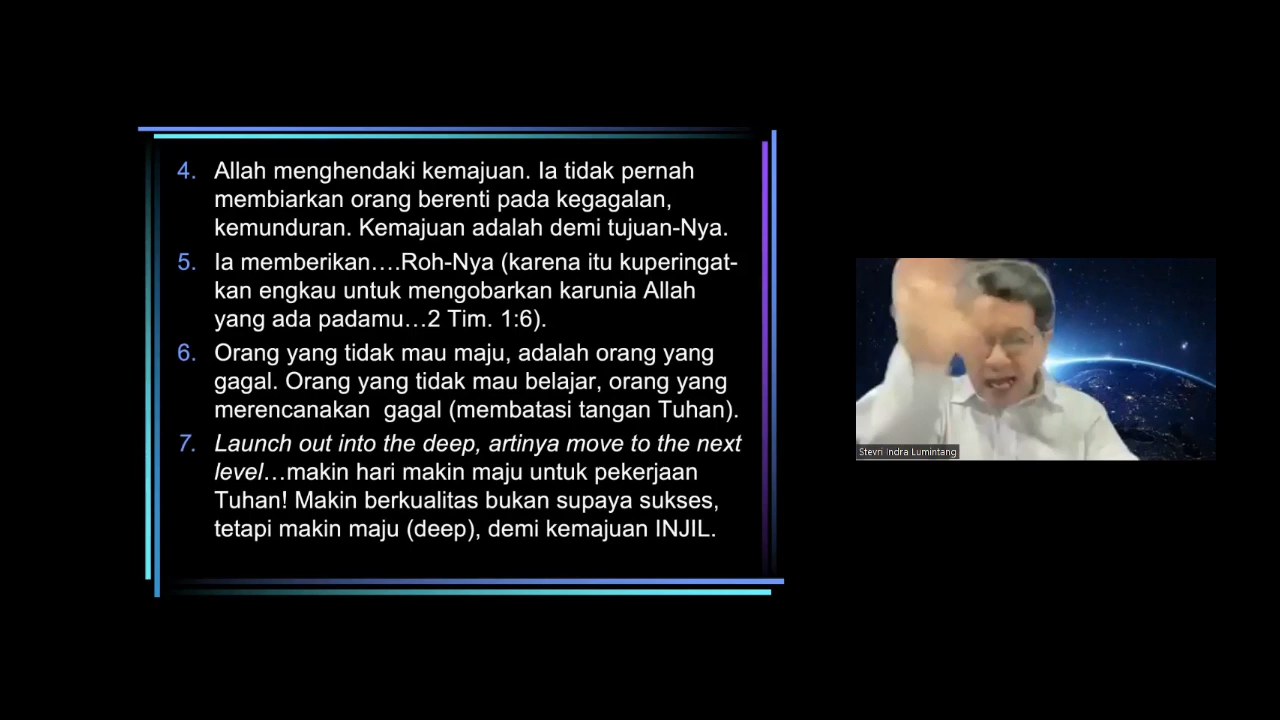 4. Allah menghendaki kemajuan. Ia tidak pernah
membiarkan orang berenti pada kegagalan,
kemunduran. Kemajuan adalah demi tujuan-Nya.
5. Ia memberikan….Roh-Nya (karena itu kuperingat-
kan engkau untuk mengobarkan karunia Allah
yang ada padamu…2 Tim. 1:6).
6. Orang yang tidak mau maju, adalah orang yang
gagal. Orang yang tidak mau belajar, orang yang
merencanakan  gagal (membatasi tangan Tuhan).
7. Launch out into the deep, artinya move to the next
level…makin hari makin maju untuk pekerjaan
Tuhan! Makin berkualitas bukan supaya sukses,
tetapi makin maju (deep), demi kemajuan INJIL.
Stevri Indra Lumintang